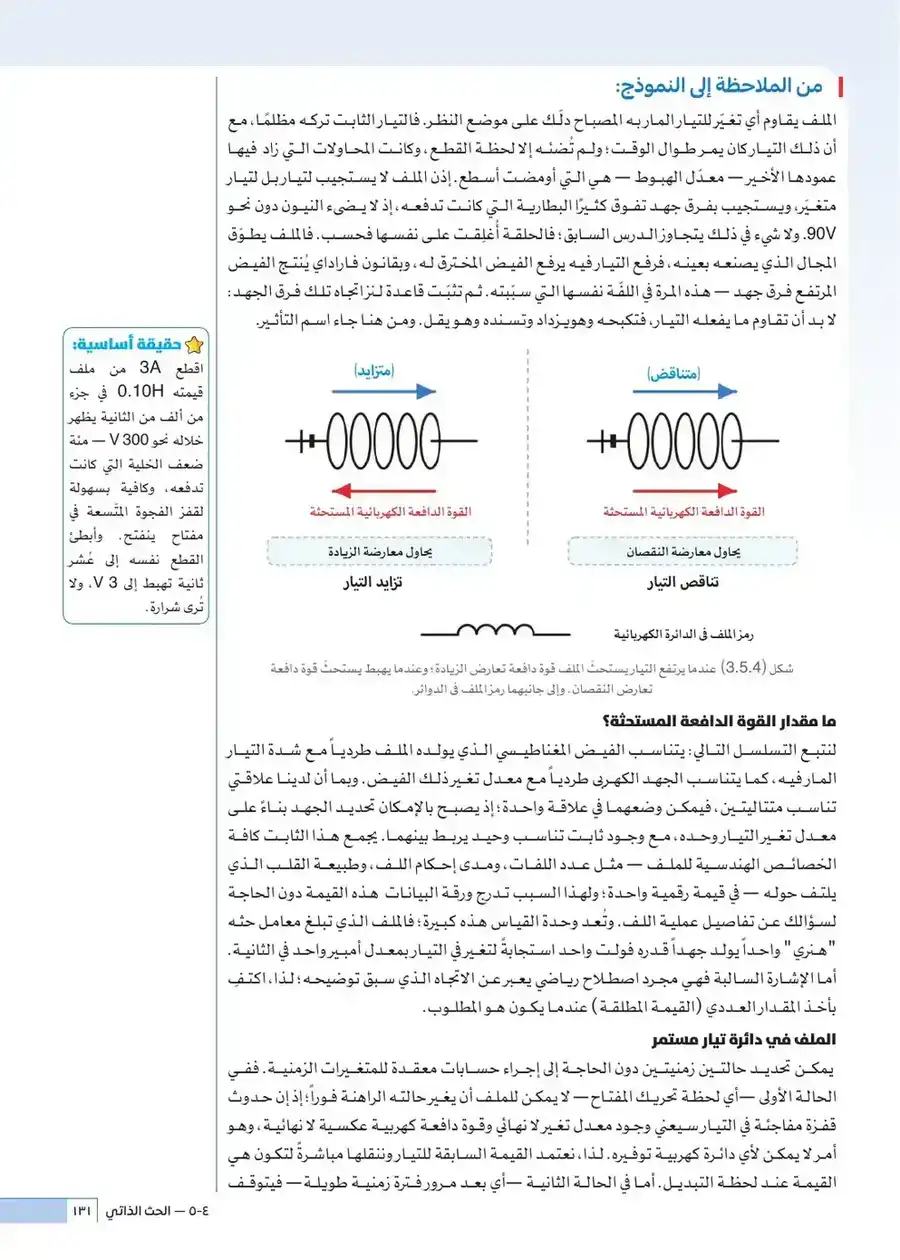 من الملاحظة إلى النموذج:
الملف يقاوم أي تغيّر للتيار المار به المصباح دلّك على موضع النظر. فالتيار الثابت تركه مظلمًا، مع
أن ذلك التيار كان يمر طوال الوقت؛ ولم تُضئه إلا لحظة القطع، وكانت المحاولات التي زاد فيها
عمودها الأخير — معدّل الهبوط — هي التي أومضت أسطع. إذن الملف لا يستجيب لتيار بل لتيار
متغيّر، ويستجيب بفرق جهد تفوق كثيرًا البطارية التي كانت تدفعه، إذ لا يضيء النيون دون نحو
90V. ولا شيء في ذلك يتجاوز الدرس السابق؛ فالحلقة أُغلِقت على نفسها فحسب. فالملف يطوّق
المجال الذي يصنعه بعينه، فرفع التيار فيه يرفع الفيض المخترق له، وبقانون فاراداي يُنتج الفيض
المرتفع فرق جهد — هذه المرة في اللفّة نفسها التي سبّبته. ثم تثبّت قاعدة لنز اتجاه تلك فرق الجهد:
لا بد أن تقاوم ما يفعله التيار، فتكبحه وهو يزداد وتسنده وهو يقل. ومن هنا جاء اسم التأثير.
حقيقة أساسية:
اقطع 3A من ملف
قيمته 0.10H في جزء
من ألف من الثانية يظهر
خلاله نحو 300 V — مئة
ضعف الخلية التي كانت
تدفعه، وكافية بسهولة
لقفز الفجوة المتّسعة في
مفتاح ينفتح. وأبطئ
القطع نفسه إلى عُشر
ثانية تهبط إلى 3 V، ولا
تُرى شرارة.
(متناقض)
(متزايد)
القوة الدافعة الكهربائية المستحثة
القوة الدافعة الكهربائية المستحثة
يحاول معارضة النقصان
يحاول معارضة الزيادة
تناقص التيار
تزايد التيار
رمز الملف في الدائرة الكهربائية
شكل (3.5.4) عندما يرتفع التيار يستحثّ الملف قوة دافعة تعارض الزيادة؛ وعندما يهبط يستحثّ قوة دافعة
تعارض النقصان. وإلى جانبهما رمز الملف في الدوائر.
ما مقدار القوة الدافعة المستحثة؟
لنتبع التسلسل التالي: يتناسب الفيض المغناطيسي الذي يولده الملف طردياً مع شدة التيار
المار فيه، كما يتناسب الجهد الكهربي طردياً مع معدل تغير ذلك الفيض. وبما أن لدينا علاقتي
تناسب متتاليتين، فيمكن وضعهما في علاقة واحدة؛ إذ يصبح بالإمكان تحديد الجهد بناءً على
معدل تغير التيار وحده، مع وجود ثابت تناسب وحيد يربط بينهما. يجمع هذا الثابت كافة
الخصائص الهندسية للملف — مثل عدد اللفات، ومدى إحكام اللف، وطبيعة القلب الذي
يلتف حوله — في قيمة رقمية واحدة؛ ولهذا السبب تدرج ورقة البيانات هذه القيمة دون الحاجة
لسؤالك عن تفاصيل عملية اللف. وتُعد وحدة القياس هذه كبيرة؛ فالملف الذي تبلغ معامل حثه
"هنري" واحداً يولد جهداً قدره فولت واحد استجابةً لتغير في التيار بمعدل أمبير واحد في الثانية.
أما الإشارة السالبة فهي مجرد اصطلاح رياضي يعبر عن الاتجاه الذي سبق توضيحه؛ لذا، اكتفِ
بأخذ المقدار العددي (القيمة المطلقة) عندما يكون هو المطلوب.
الملف في دائرة تيار مستمر
يمكن تحديد حالتين زمنيتين دون الحاجة إلى إجراء حسابات معقدة للمتغيرات الزمنية. ففي
الحالة الأولى —أي لحظة تحريك المفتاح— لا يمكن للملف أن يغير حالته الراهنة فوراً؛ إذ إن حدوث
قفزة مفاجئة في التيار سيعني وجود معدل تغير لا نهائي وقوة دافعة كهربية عكسية لا نهائية، وهو
أمر لا يمكن لأي دائرة كهربية توفيره. لذا، نعتمد القيمة السابقة للتيار وننقلها مباشرةً لتكون هي
القيمة عند لحظة التبديل. أما في الحالة الثانية —أي بعد مرور فترة زمنية طويلة— فيتوقف
٤-٥ — الحث الذاتي
١٣١